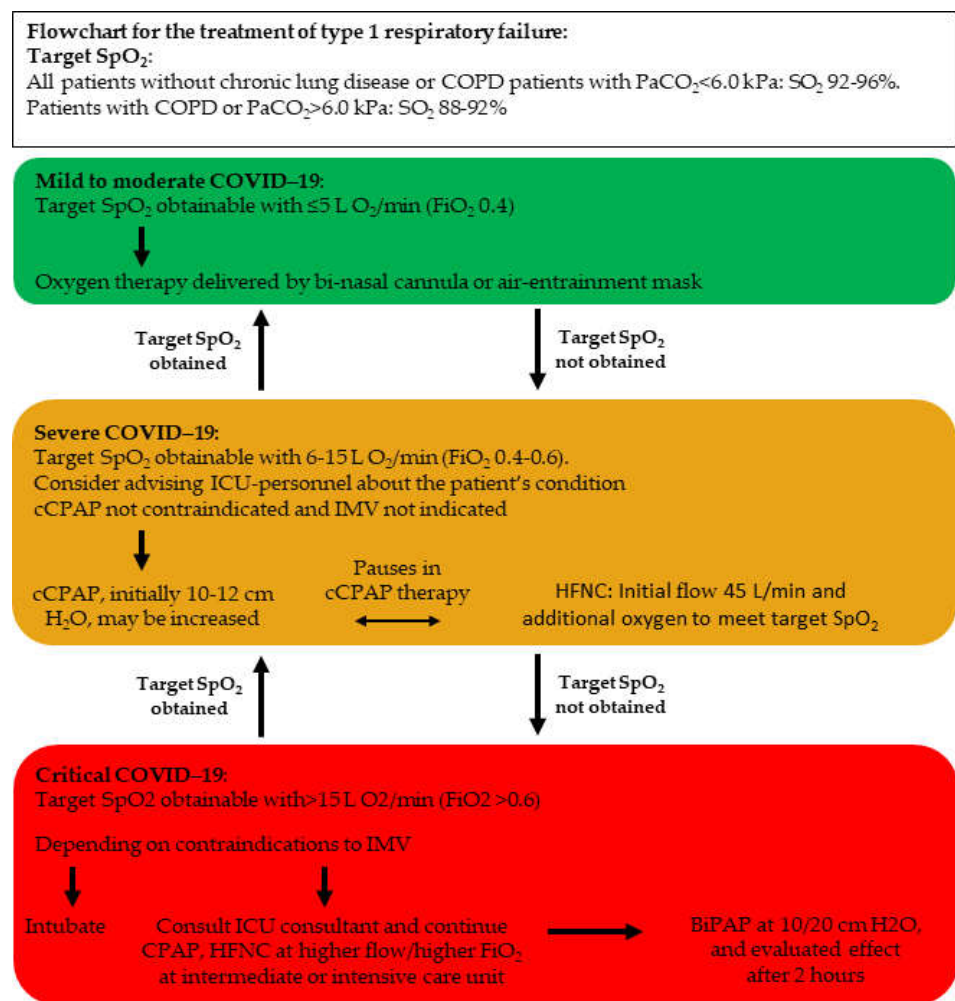 Flowchart for the treatment of type 1 respiratory failure:
Target SpO₂:
All patients without chronic lung disease or COPD patients with PaCO₂<6.0 kPa: SO₂ 92-96%.
Patients with COPD or PaCO₂>6.0 kPa: SO₂ 88-92%
Mild to moderate COVID–19:
Target SpO₂ obtainable with ≤5 L O₂/min (FiO₂ 0.4)
Oxygen therapy delivered by bi-nasal cannula or air-entrainment mask
Target SpO₂
obtained
Target SpO₂
not obtained
Severe COVID–19:
Target SpO₂ obtainable with 6-15 L O₂/min (FiO₂ 0.4-0.6).
Consider advising ICU-personnel about the patient's condition
cCPAP not contraindicated and IMV not indicated
cCPAP, initially 10-12 cm
H₂O, may be increased
Pauses in
cCPAP therapy
HFNC: Initial flow 45 L/min and
additional oxygen to meet target SpO₂
Target SpO₂
obtained
Target SpO₂
not obtained
Critical COVID–19:
Target SpO2 obtainable with>15 L O2/min (FiO2 >0.6)
Depending on contraindications to IMV
Intubate
Consult ICU consultant and continue
CPAP, HFNC at higher flow/higher FiO₂
at intermediate or intensive care unit
BiPAP at 10/20 cm H2O,
and evaluated effect
after 2 hours